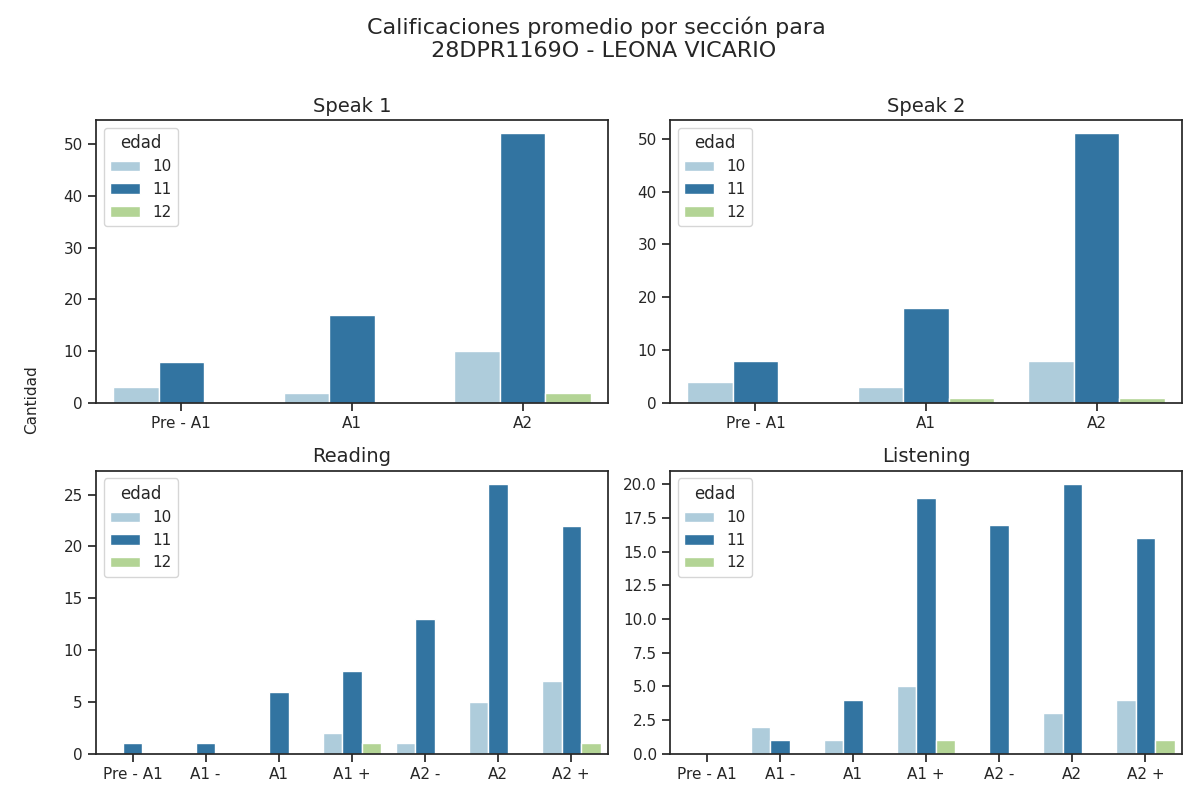 Calificaciones promedio por sección para
28DPR1169O - LEONA VICARIO
Cantidad
Speak 1
50
40
30
20
10
0
edad
10
11
12
Pre - A1 A1 A2
Speak 2
50
40
30
20
10
0
edad
10
11
12
Pre - A1 A1 A2
Reading
25
20
15
10
5
0
edad
10
11
12
Pre - A1 A1 - A1 A1 + A2 - A2 A2 +
Listening
20.0
17.5
15.0
12.5
10.0
7.5
5.0
2.5
0.0
edad
10
11
12
Pre - A1 A1 - A1 A1 + A2 - A2 A2 +